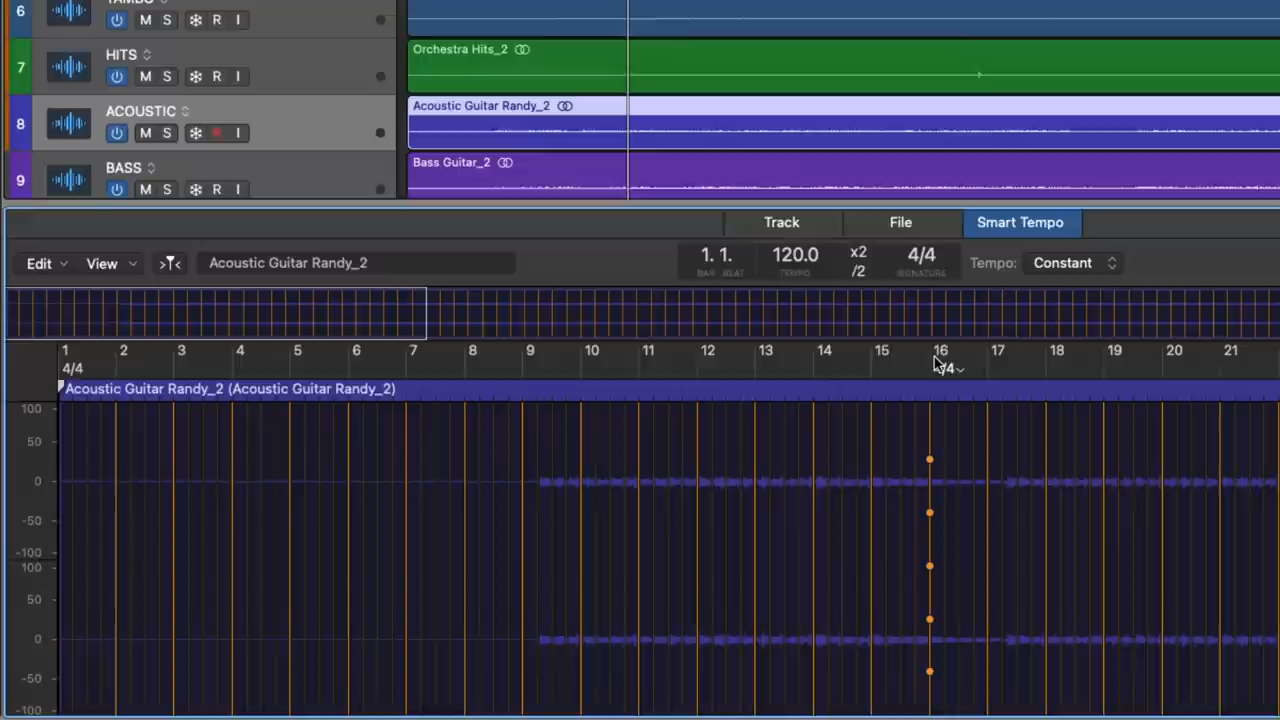 6 TAMBO
M S R I
HITS Orchestra Hits_2
7 M S R I
ACOUSTIC Acoustic Guitar Randy_2
8 M S R I
BASS Bass Guitar_2
9 M S R I
Track File Smart Tempo
Edit View Acoustic Guitar Randy_2 1. 1. 120.0 x2 4/4 Tempo: Constant
BAR BEAT TEMPO /2 SIGNATURE
1 2 3 4 5 6 7 8 9 10 11 12 13 14 15 16 17 18 19 20 21
4/4 /4
Acoustic Guitar Randy_2 (Acoustic Guitar Randy_2)
100
50
0
-50
-100
100
50
0
-50
-100